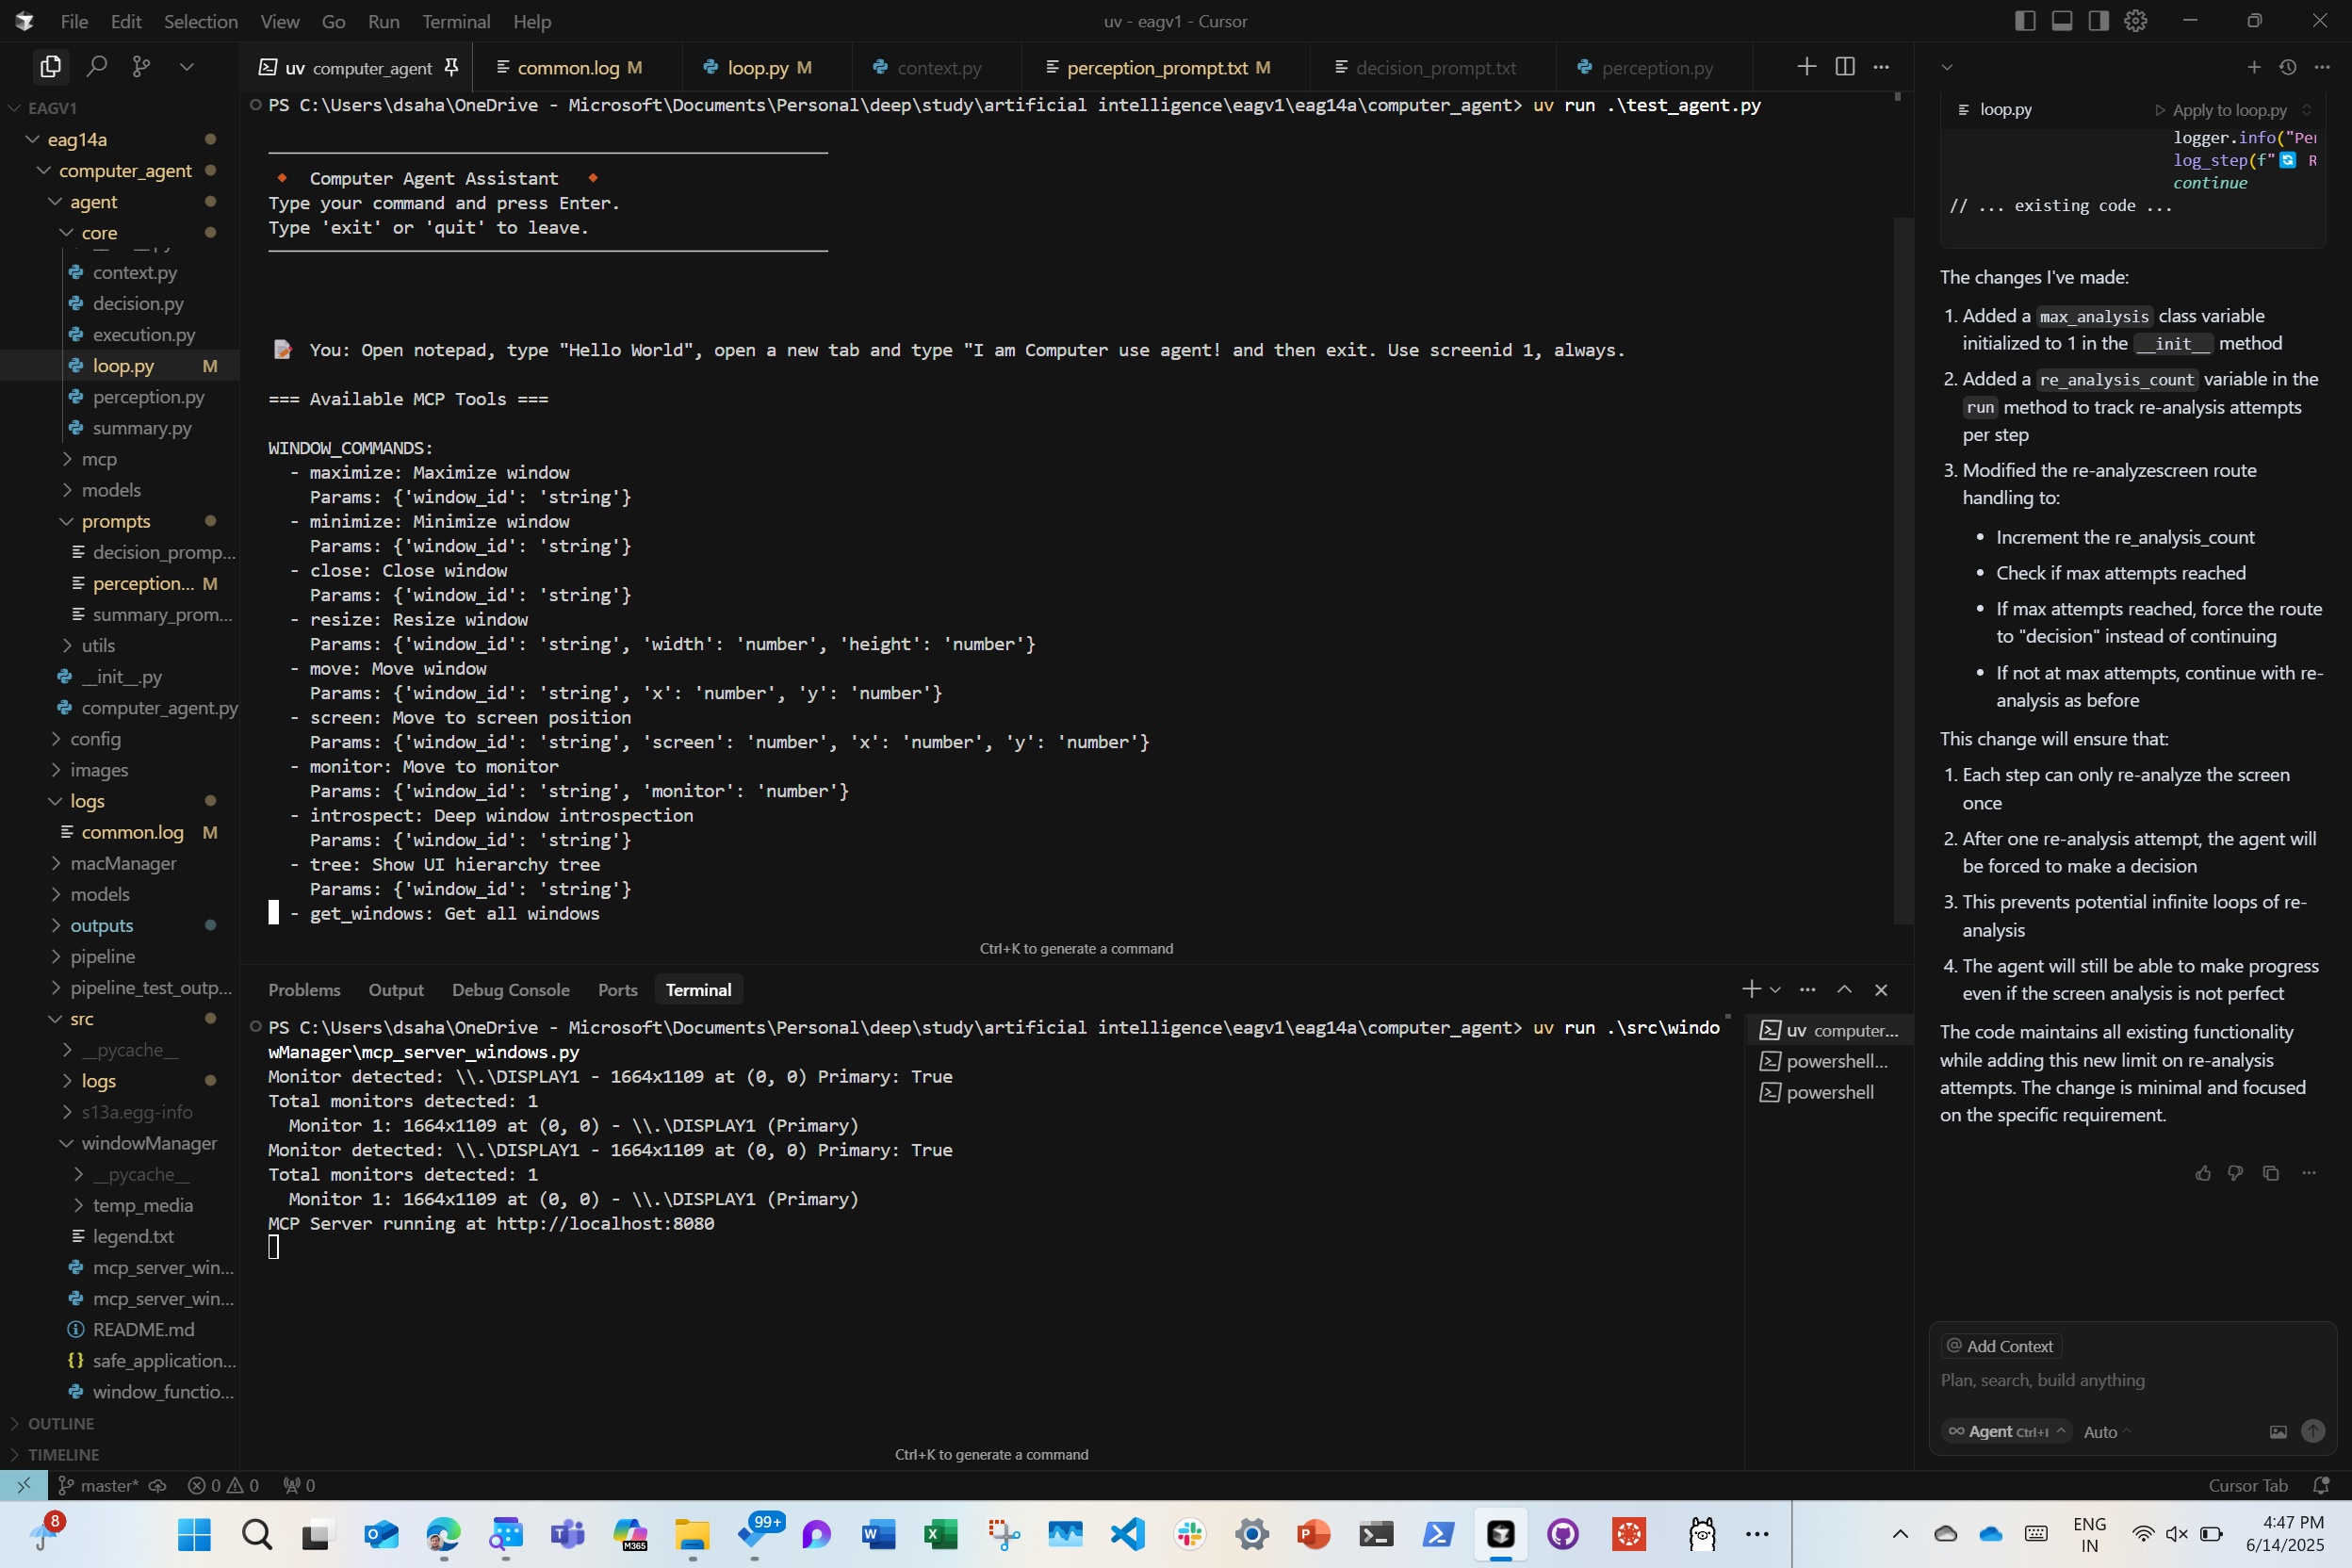 File Edit Selection View Go Run Terminal Help
uv - eagv1 - Cursor
EAGV1
eag14a
computer_agent
agent
core
context.py
decision.py
execution.py
loop.py M
perception.py
summary.py
mcp
models
prompts
decision_promp...
perception... M
summary_prom...
utils
__init__.py
computer_agent.py
config
images
logs
common.log M
macManager
models
outputs
pipeline
pipeline_test_outp...
src
__pycache__
logs
s13a.egg-info
windowManager
__pycache__
temp_media
legend.txt
mcp_server_win...
mcp_server_win...
README.md
safe_application...
window_functio...
OUTLINE
TIMELINE
uv computer_agent
common.log M
loop.py M
context.py
perception_prompt.txt M
decision_prompt.txt
perception.py
PS C:\Users\dsaha\OneDrive - Microsoft\Documents\Personal\deep\study\artificial intelligence\eagv1\eag14a\computer_agent> uv run .\test_agent.py
Computer Agent Assistant
Type your command and press Enter.
Type 'exit' or 'quit' to leave.
You: Open notepad, type "Hello World", open a new tab and type "I am Computer use agent! and then exit. Use screenid 1, always.
=== Available MCP Tools ===
WINDOW_COMMANDS:
- maximize: Maximize window
Params: {'window_id': 'string'}
- minimize: Minimize window
Params: {'window_id': 'string'}
- close: Close window
Params: {'window_id': 'string'}
- resize: Resize window
Params: {'window_id': 'string', 'width': 'number', 'height': 'number'}
- move: Move window
Params: {'window_id': 'string', 'x': 'number', 'y': 'number'}
- screen: Move to screen position
Params: {'window_id': 'string', 'screen': 'number', 'x': 'number', 'y': 'number'}
- monitor: Move to monitor
Params: {'window_id': 'string', 'monitor': 'number'}
- introspect: Deep window introspection
Params: {'window_id': 'string'}
- tree: Show UI hierarchy tree
Params: {'window_id': 'string'}
- get_windows: Get all windows
Ctrl+K to generate a command
Problems Output Debug Console Ports Terminal
PS C:\Users\dsaha\OneDrive - Microsoft\Documents\Personal\deep\study\artificial intelligence\eagv1\eag14a\computer_agent> uv run .\src\windo
wManager\mcp_server_windows.py
Monitor detected: \\.\DISPLAY1 - 1664x1109 at (0, 0) Primary: True
Total monitors detected: 1
Monitor 1: 1664x1109 at (0, 0) - \\.\DISPLAY1 (Primary)
Monitor detected: \\.\DISPLAY1 - 1664x1109 at (0, 0) Primary: True
Total monitors detected: 1
Monitor 1: 1664x1109 at (0, 0) - \\.\DISPLAY1 (Primary)
MCP Server running at http://localhost:8080
Ctrl+K to generate a command
uv computer...
powershell...
powershell
loop.py Apply to loop.py
logger.info("Pe
log_step(f" R
continue
// ... existing code ...
The changes I've made:
1. Added a max_analysis class variable
initialized to 1 in the __init__ method
2. Added a re_analysis_count variable in the
run method to track re-analysis attempts
per step
3. Modified the re-analyzescreen route
handling to:
• Increment the re_analysis_count
• Check if max attempts reached
• If max attempts reached, force the route
to "decision" instead of continuing
• If not at max attempts, continue with re-
analysis as before
This change will ensure that:
1. Each step can only re-analyze the screen
once
2. After one re-analysis attempt, the agent will
be forced to make a decision
3. This prevents potential infinite loops of re-
analysis
4. The agent will still be able to make progress
even if the screen analysis is not perfect
The code maintains all existing functionality
while adding this new limit on re-analysis
attempts. The change is minimal and focused
on the specific requirement.
@ Add Context
Plan, search, build anything
∞ Agent Ctrl+I Auto
master* 0 0 0
Cursor Tab
8
M365
99+
ENG
IN
4:47 PM
6/14/2025